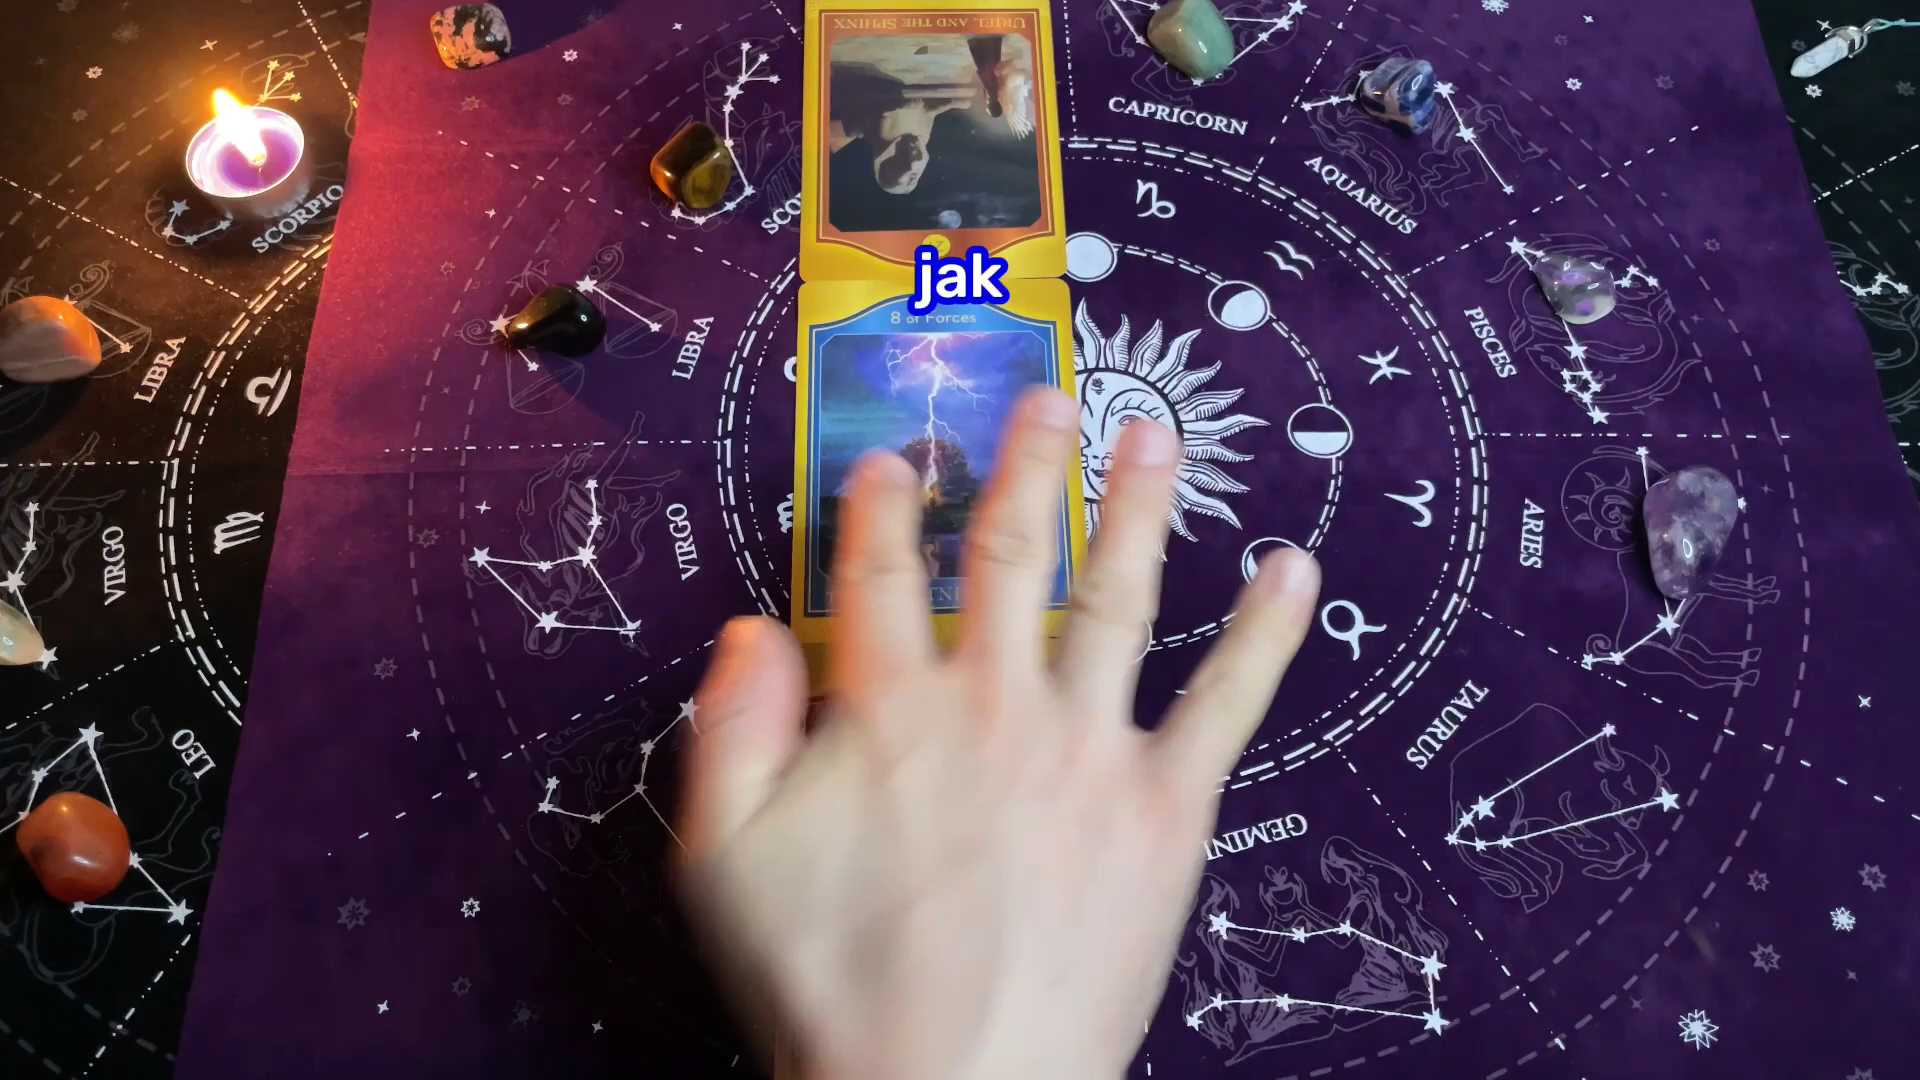 URIEL AND THE SPHINX
CAPRICORN
AQUARIUS
SCORPIO
jak
8 of Forces
PISCES
LIBRA
LIBRA
ARIES
VIRGO
VIRGO
TAURUS
LEO
GEMINI